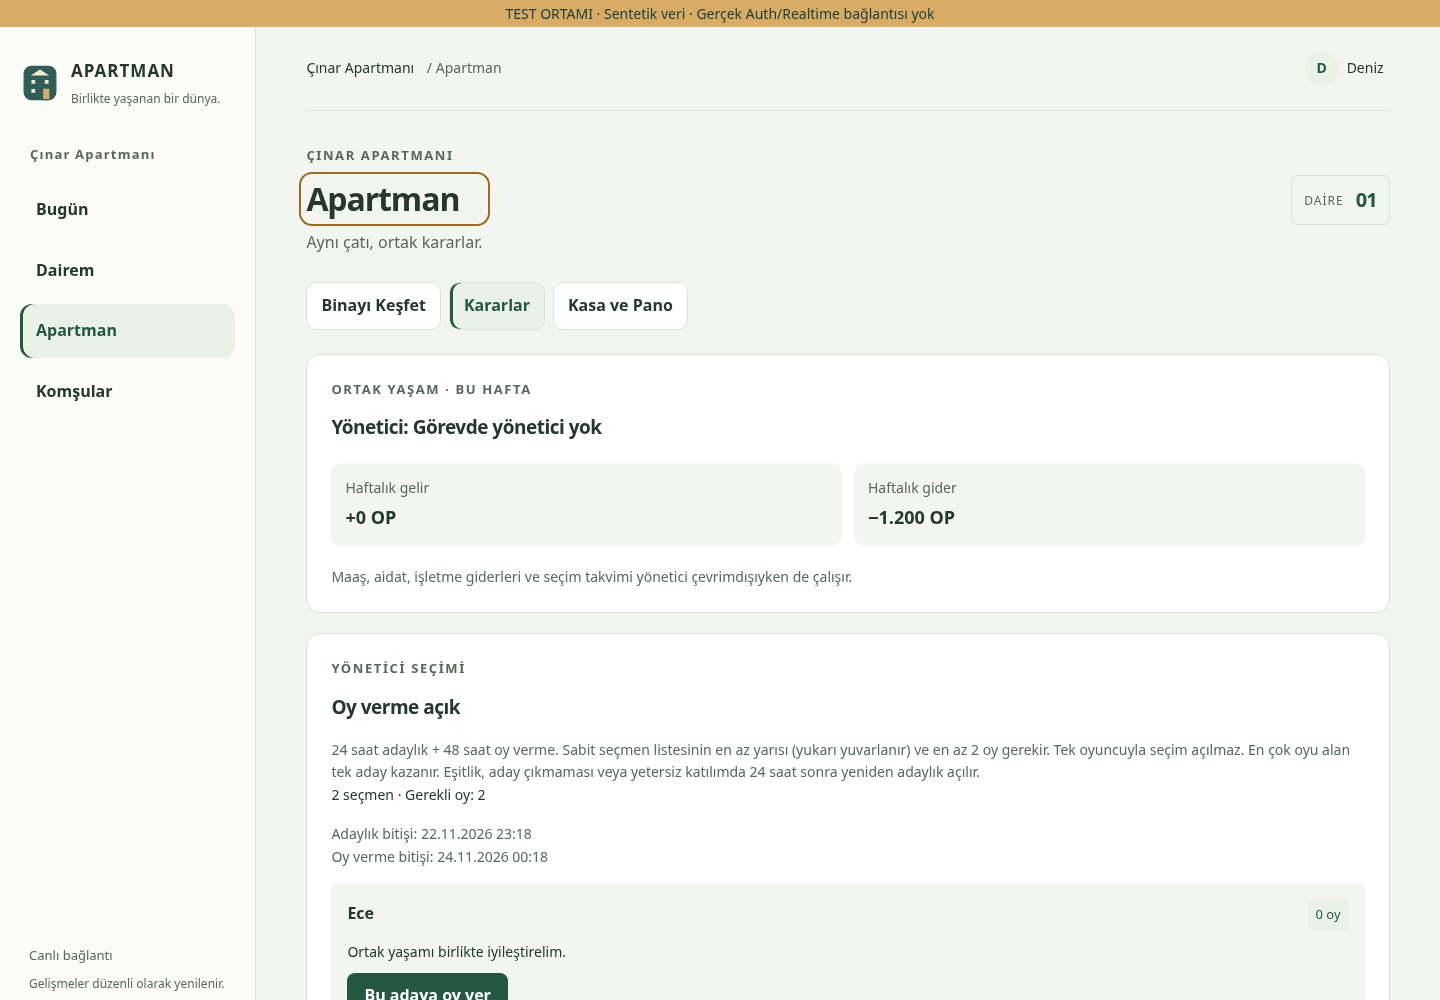 TEST ORTAMI · Sentetik veri · Gerçek Auth/Realtime bağlantısı yok
APARTMAN
Birlikte yaşanan bir dünya.
Çınar Apartmanı
Bugün
Dairem
Apartman
Komşular
Canlı bağlantı
Gelişmeler düzenli olarak yenilenir.
Çınar Apartmanı / Apartman
D Deniz
ÇINAR APARTMANI
Apartman
Aynı çatı, ortak kararlar.
DAİRE 01
Binayı Keşfet
Kararlar
Kasa ve Pano
ORTAK YAŞAM · BU HAFTA
Yönetici: Görevde yönetici yok
Haftalık gelir
+0 OP
Haftalık gider
−1.200 OP
Maaş, aidat, işletme giderleri ve seçim takvimi yönetici çevrimdışıyken de çalışır.
YÖNETİCİ SEÇİMİ
Oy verme açık
24 saat adaylık + 48 saat oy verme. Sabit seçmen listesinin en az yarısı (yukarı yuvarlanır) ve en az 2 oy gerekir. Tek oyuncuyla seçim açılmaz. En çok oyu alan
tek aday kazanır. Eşitlik, aday çıkmaması veya yetersiz katılımda 24 saat sonra yeniden adaylık açılır.
2 seçmen · Gerekli oy: 2
Adaylık bitişi: 22.11.2026 23:18
Oy verme bitişi: 24.11.2026 00:18
Ece
0 oy
Ortak yaşamı birlikte iyileştirelim.
Bu adaya oy ver